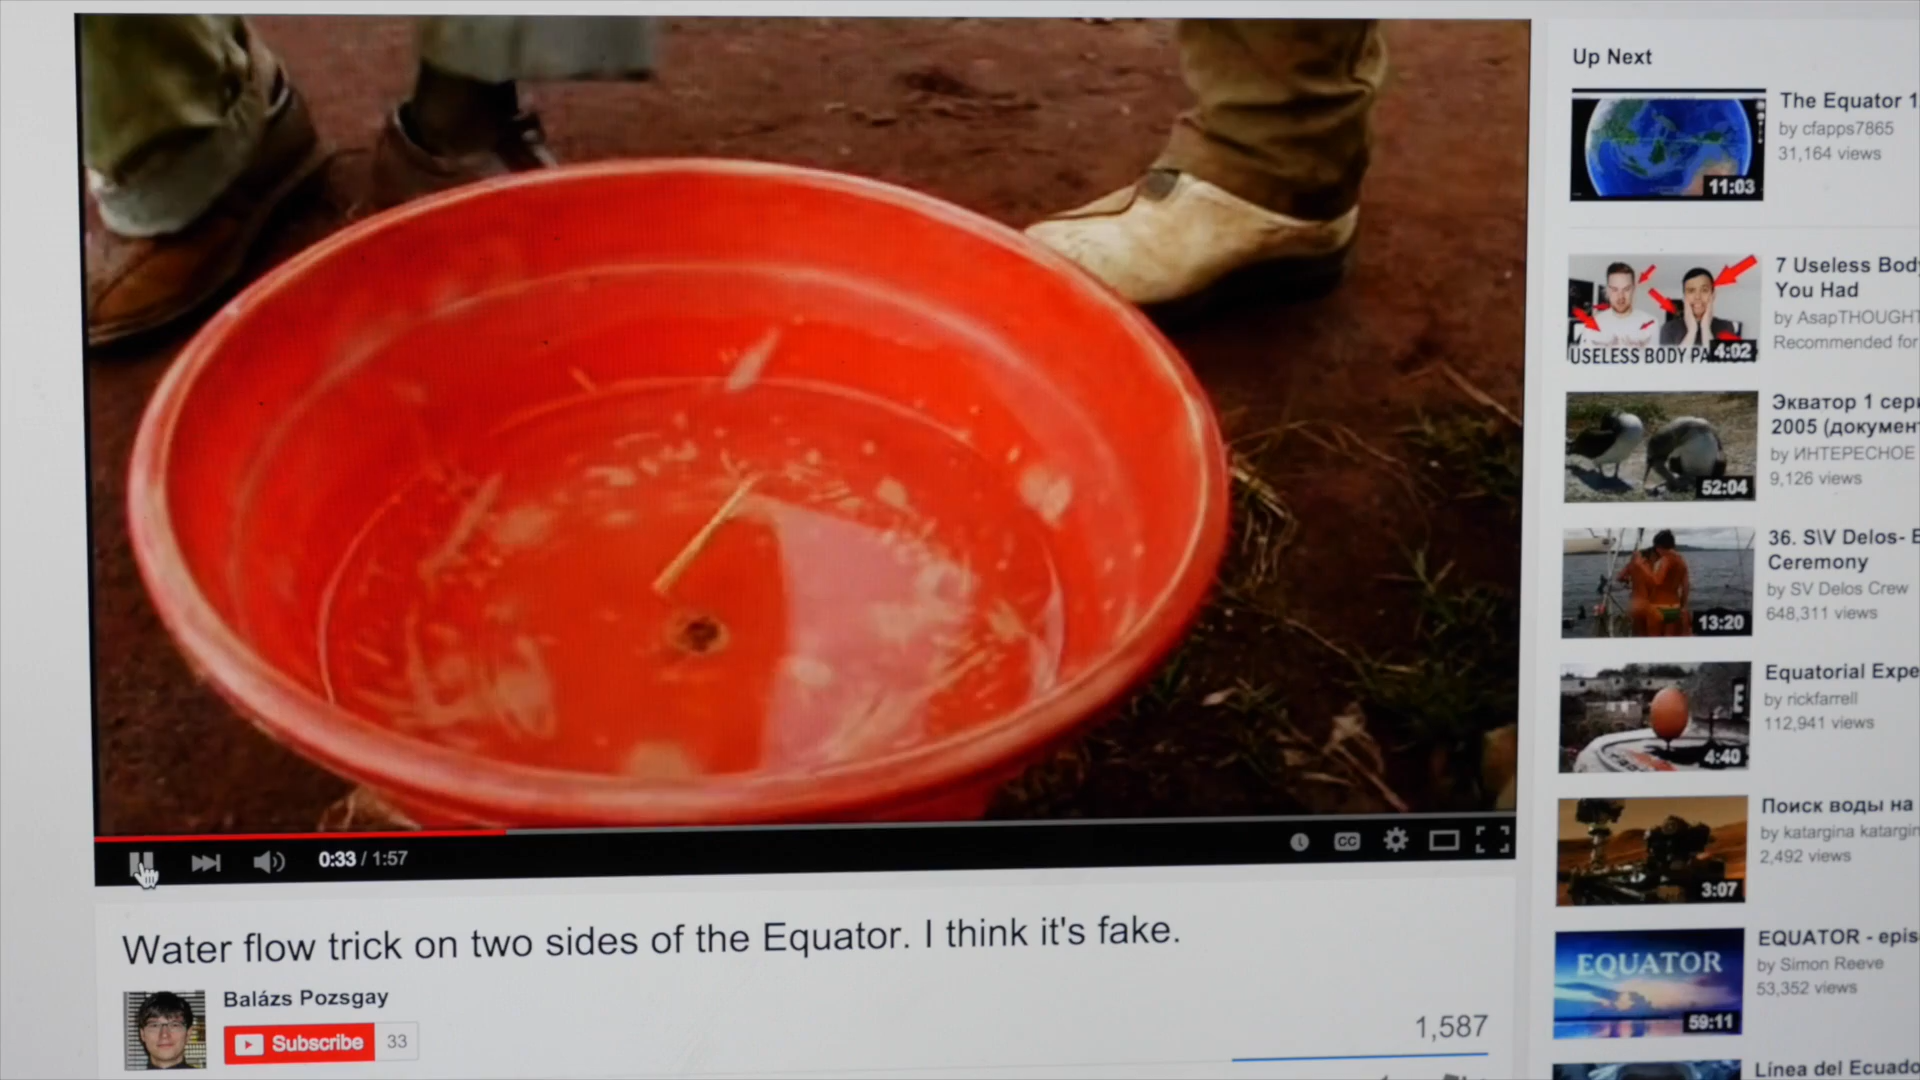 Up Next
The Equator 1
by cfapps7865
31,164 views
11:03
7 Useless Body
You Had
by AsapTHOUGHT
Recommended for
USELESS BODY PA
4:02
Экватор 1 сери
2005 (документ
by ИНТЕРЕСНОЕ
9,126 views
52:04
36. S\V Delos- E
Ceremony
by SV Delos Crew
648,311 views
13:20
Equatorial Expe
by rickfarrell
112,941 views
4:40
Поиск воды на
by katargina katargin
2,492 views
3:07
EQUATOR - epis
by Simon Reeve
53,352 views
EQUATOR
59:11
Línea del Ecuado
CC
0:33 / 1:57
Water flow trick on two sides of the Equator. I think it's fake.
Balázs Pozsgay
Subscribe 33
1,587